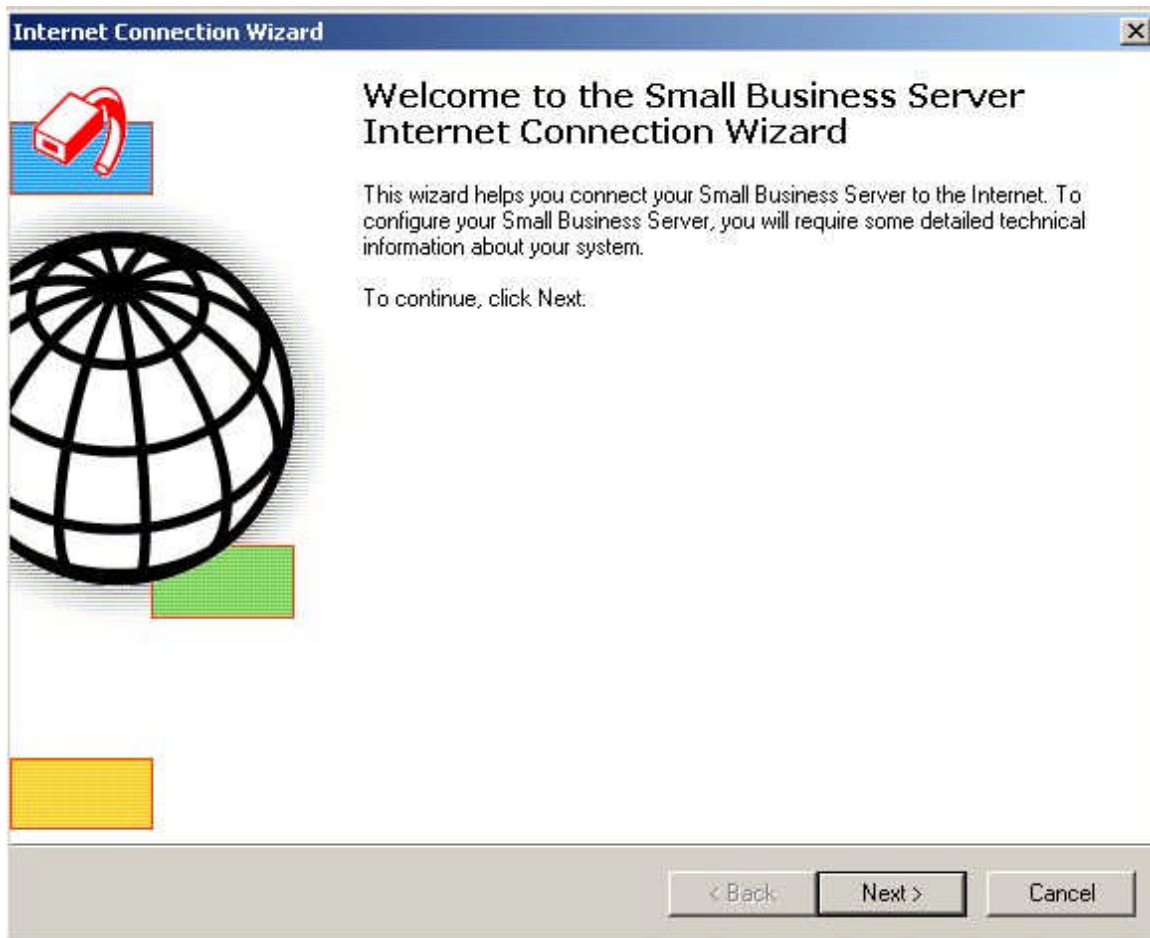 Internet Connection Wizard
Welcome to the Small Business Server
Internet Connection Wizard
This wizard helps you connect your Small Business Server to the Internet. To
configure your Small Business Server, you will require some detailed technical
information about your system.
To continue, click Next.
< Back
Next >
Cancel